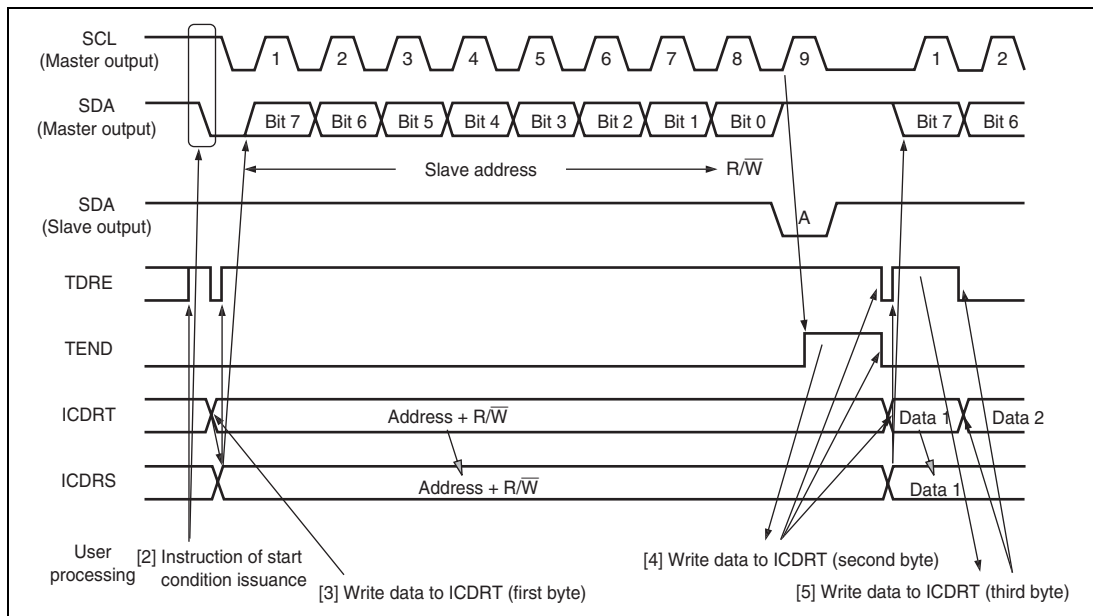 SCL
(Master output)
1 2 3 4 5 6 7 8 9 1 2
SDA
(Master output)
Bit 7 Bit 6 Bit 5 Bit 4 Bit 3 Bit 2 Bit 1 Bit 0 Bit 7 Bit 6
Slave address R/W̅
SDA
(Slave output)
A
TDRE
TEND
ICDRT
Address + R/W̅ Data 1 Data 2
ICDRS
Address + R/W̅ Data 1
User
processing
[2] Instruction of start
condition issuance
[3] Write data to ICDRT (first byte)
[4] Write data to ICDRT (second byte)
[5] Write data to ICDRT (third byte)